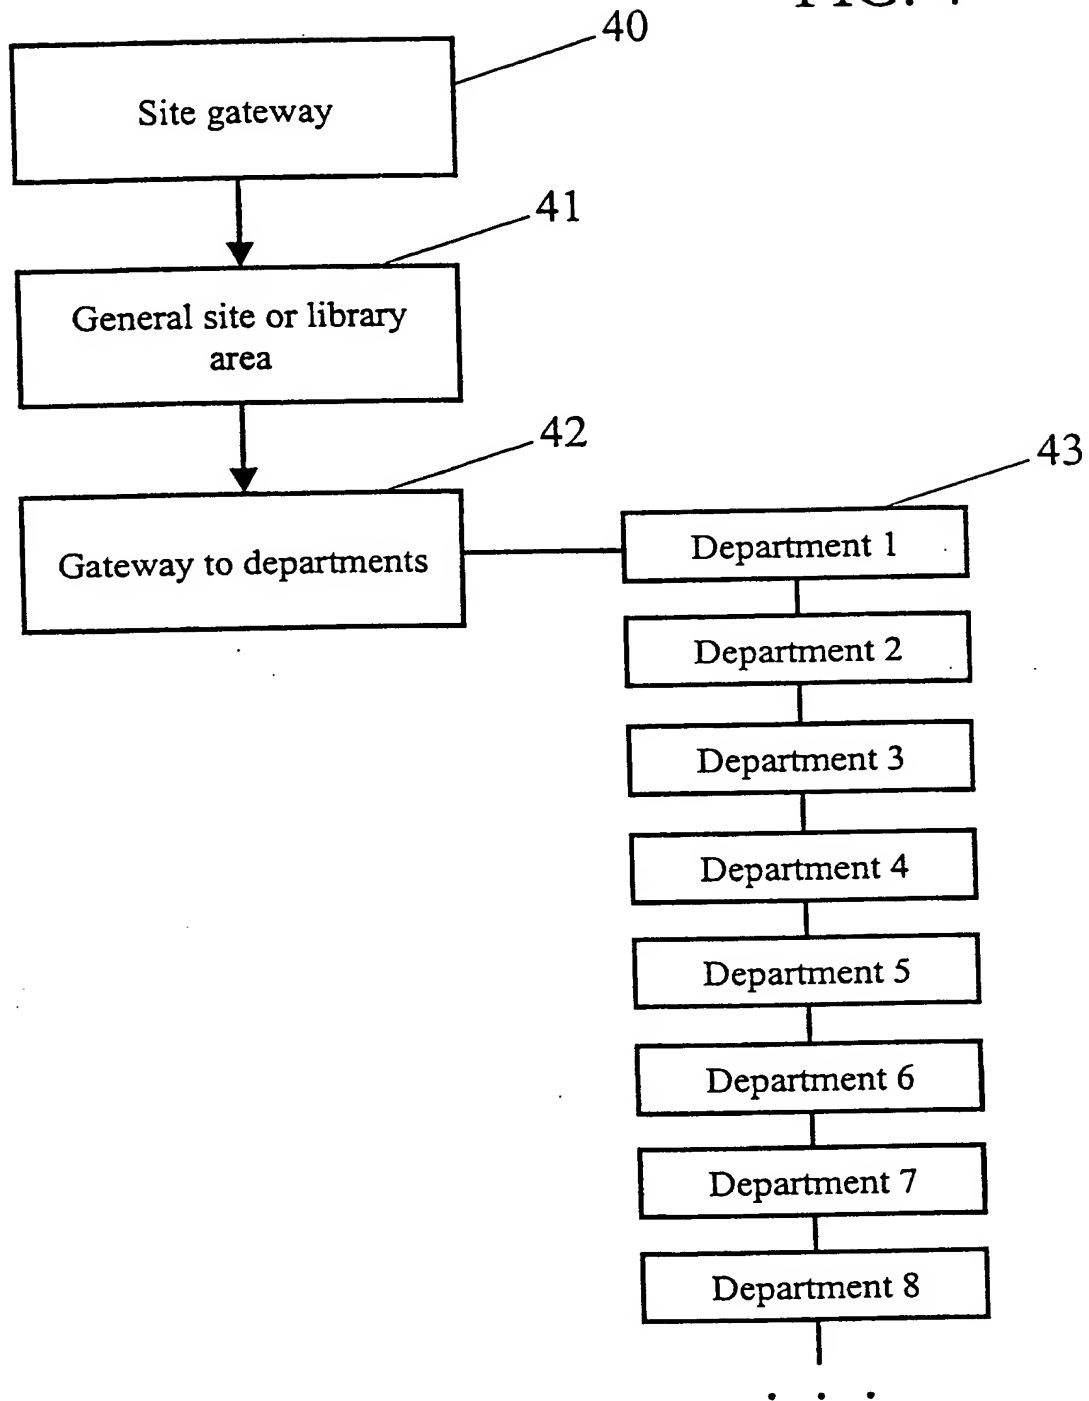 40
Site gateway
41
General site or library
area
42
Gateway to departments
43
Department 1
Department 2
Department 3
Department 4
Department 5
Department 6
Department 7
Department 8
. . .